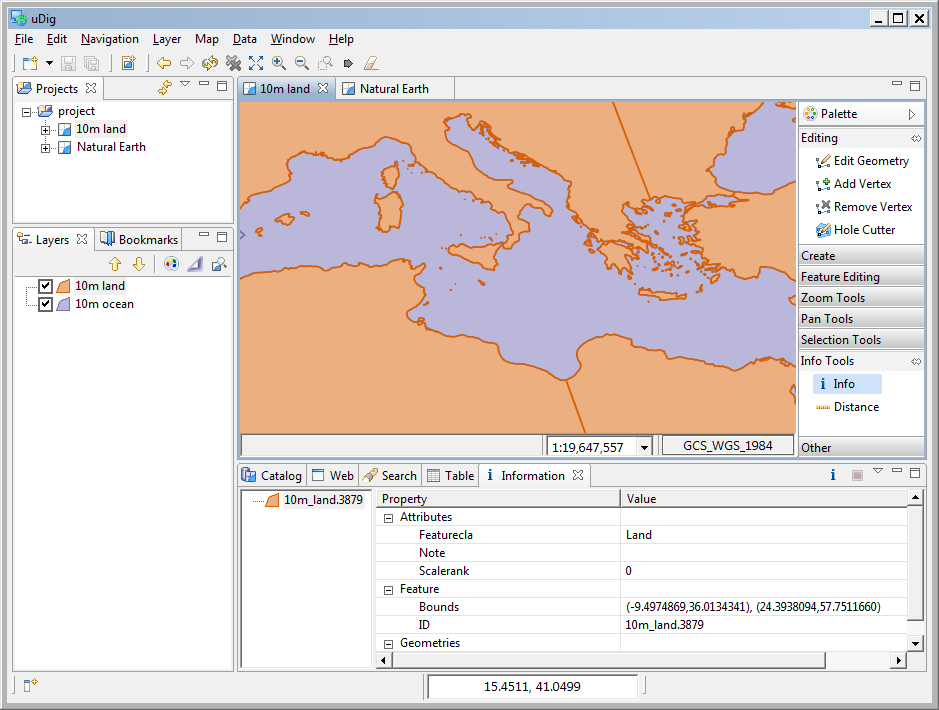 uDig
File Edit Navigation Layer Map Data Window Help
Projects
project
10m land
Natural Earth
Layers
Bookmarks
10m land
10m ocean
10m land
Natural Earth
Palette
Editing
Edit Geometry
Add Vertex
Remove Vertex
Hole Cutter
Create
Feature Editing
Zoom Tools
Pan Tools
Selection Tools
Info Tools
Info
Distance
Other
1:19,647,557
GCS_WGS_1984
Catalog Web Search Table Information
10m_land.3879
Property Value
Attributes
Featurecla Land
Note
Scalerank 0
Feature
Bounds (-9.4974869,36.0134341), (24.3938094,57.7511660)
ID 10m_land.3879
Geometries
15.4511, 41.0499